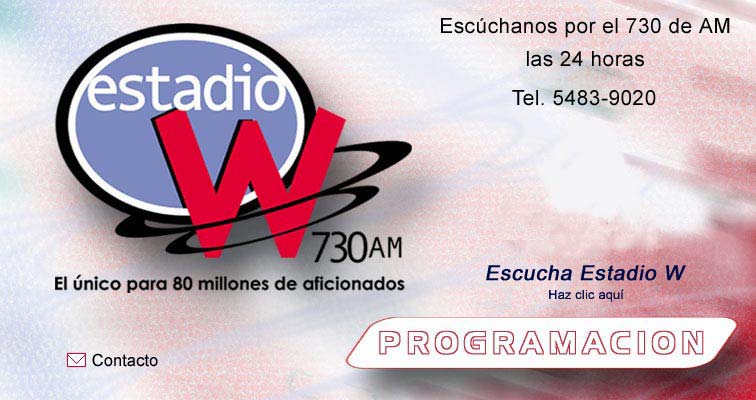 Escúchanos por el 730 de AM
las 24 horas
Tel. 5483-9020
estadio
W
730AM
El único para 80 millones de aficionados
Escucha Estadio W
Haz clic aquí
PROGRAMACION
Contacto